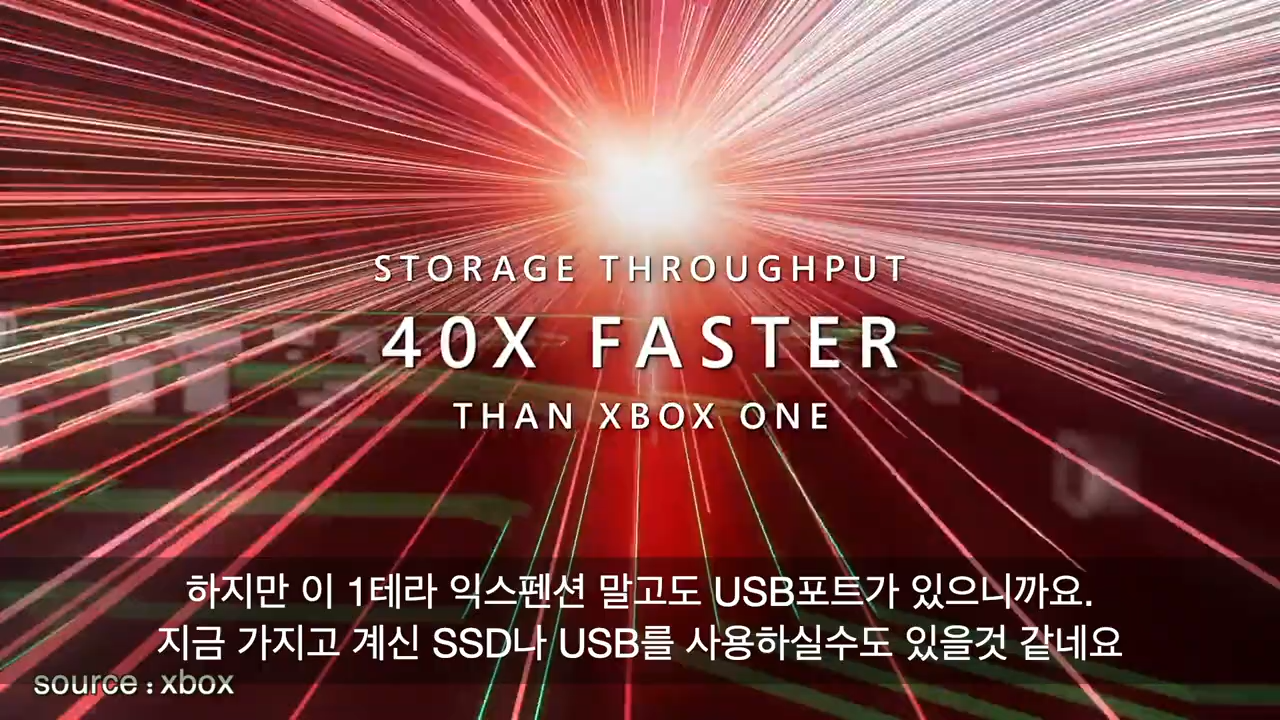 STORAGE THROUGHPUT
40X FASTER
THAN XBOX ONE
하지만 이 1테라 익스펜션 말고도 USB포트가 있으니까요.
지금 가지고 계신 SSD나 USB를 사용하실수도 있을것 같네요
source : xbox